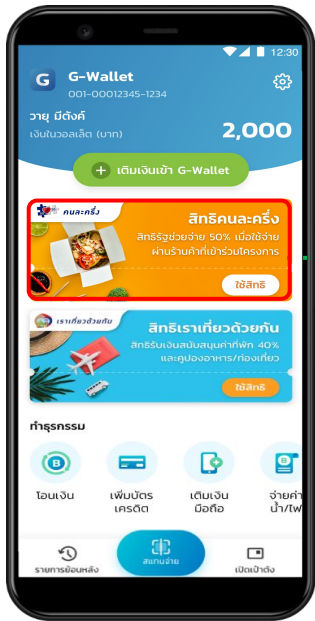 12:30
G-Wallet
001-00012345-1234
วายุ มีตังค์
เงินในวอลเล็ต (บาท)
2,000
เติมเงินเข้า G-Wallet
คนละครึ่ง
สิทธิคนละครึ่ง
สิทธิรัฐช่วยจ่าย 50% เมื่อใช้จ่าย
ผ่านร้านค้าที่เข้าร่วมโครงการ
ใช้สิทธิ
เราเที่ยวด้วยกัน
สิทธิเราเที่ยวด้วยกัน
สิทธิรับเงินสนับสนุนค่าที่พัก 40%
และคูปองอาหาร/ท่องเที่ยว
ใช้สิทธิ
ทำธุรกรรม
โอนเงิน
เพิ่มบัตร
เครดิต
เติมเงิน
มือถือ
จ่ายค่า
น้ำ/ไฟ
รายการย้อนหลัง
สแกนจ่าย
เปิดเป๋าตัง